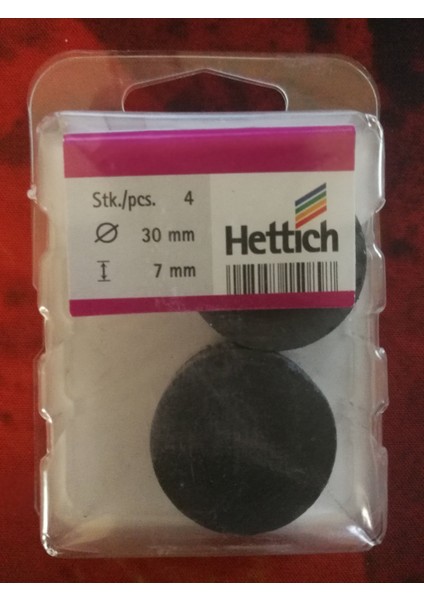 Stk./pcs. 4
Ø 30 mm
7 mm
Hettich